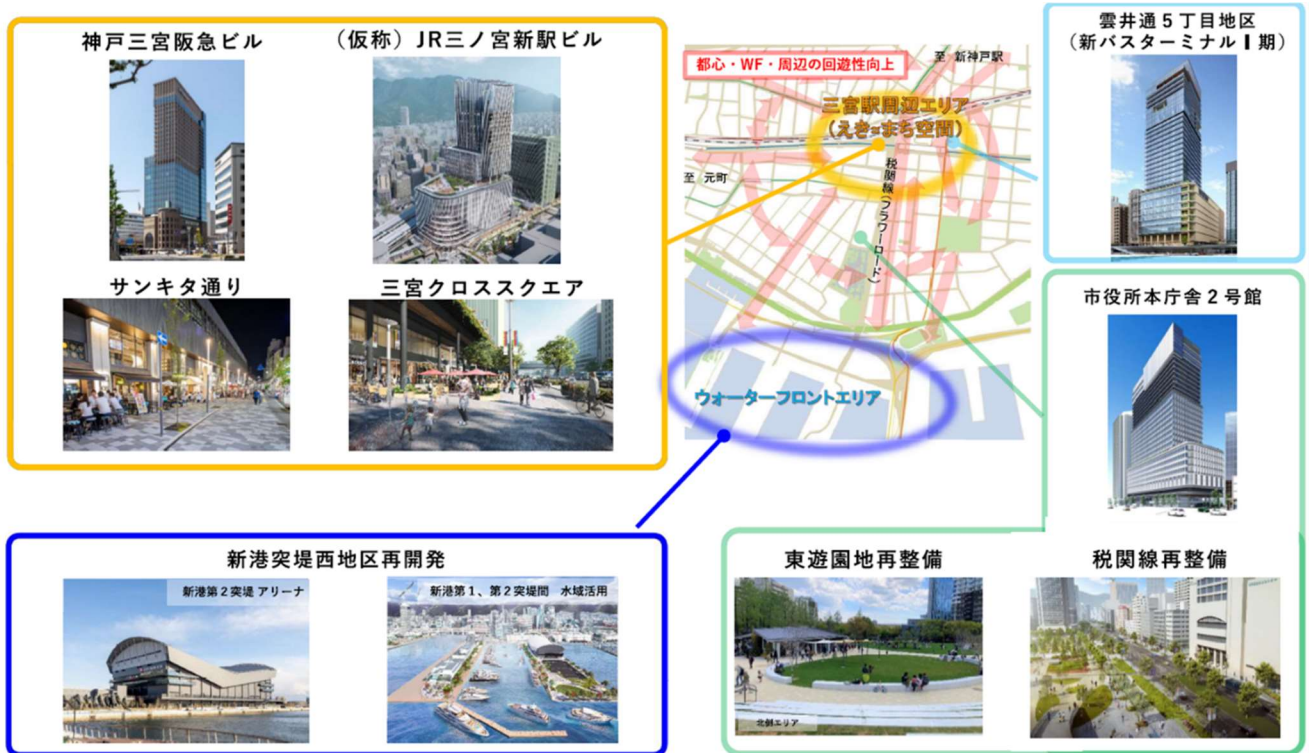 神戸三宮阪急ビル
（仮称）JR三ノ宮新駅ビル
サンキタ通り
三宮クロススクエア
都心・WF・周辺の回遊性向上
至 新神戸駅
三宮駅周辺エリア
（えき≈まち空間）
至 元町
税関線(フラワーロード)
ウォーターフロントエリア
雲井通５丁目地区
（新バスターミナルⅠ期）
市役所本庁舎２号館
新港突堤西地区再開発
新港第２突堤 アリーナ
新港第１、第２突堤間 水域活用
東遊園地再整備
北側エリア
税関線再整備